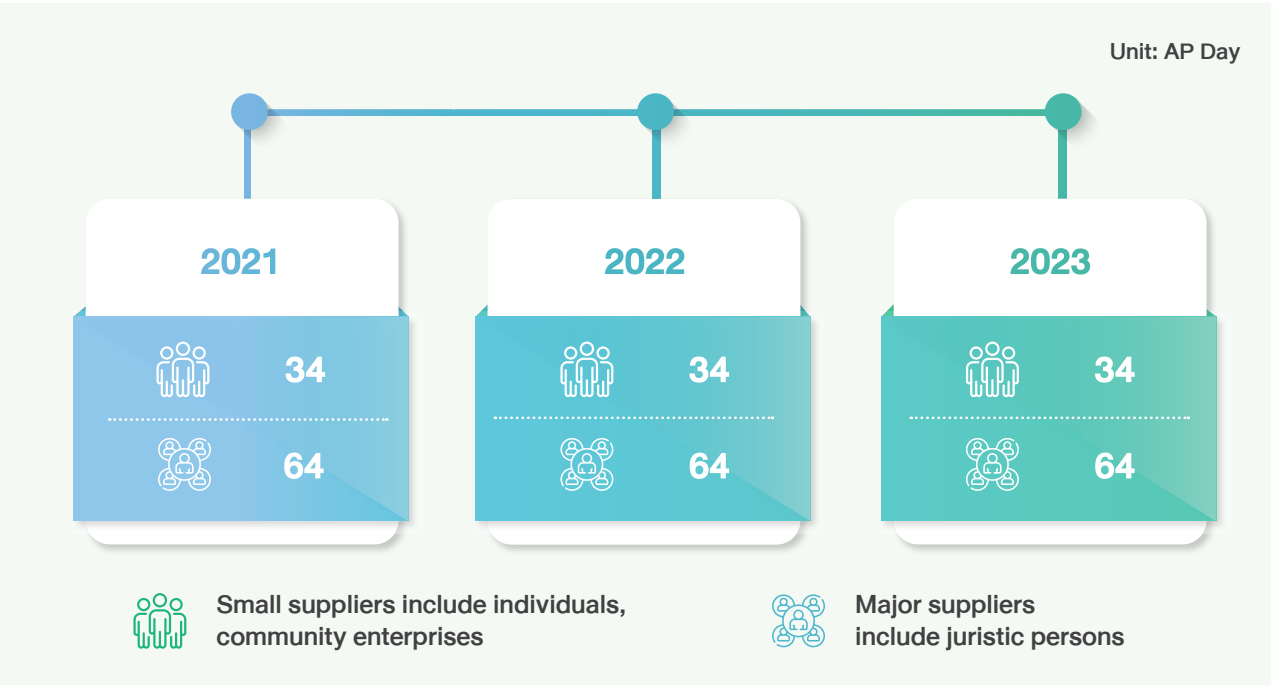 Unit: AP Day
2021
2022
2023
34
34
34
64
64
64
Small suppliers include individuals,
community enterprises
Major suppliers
include juristic persons